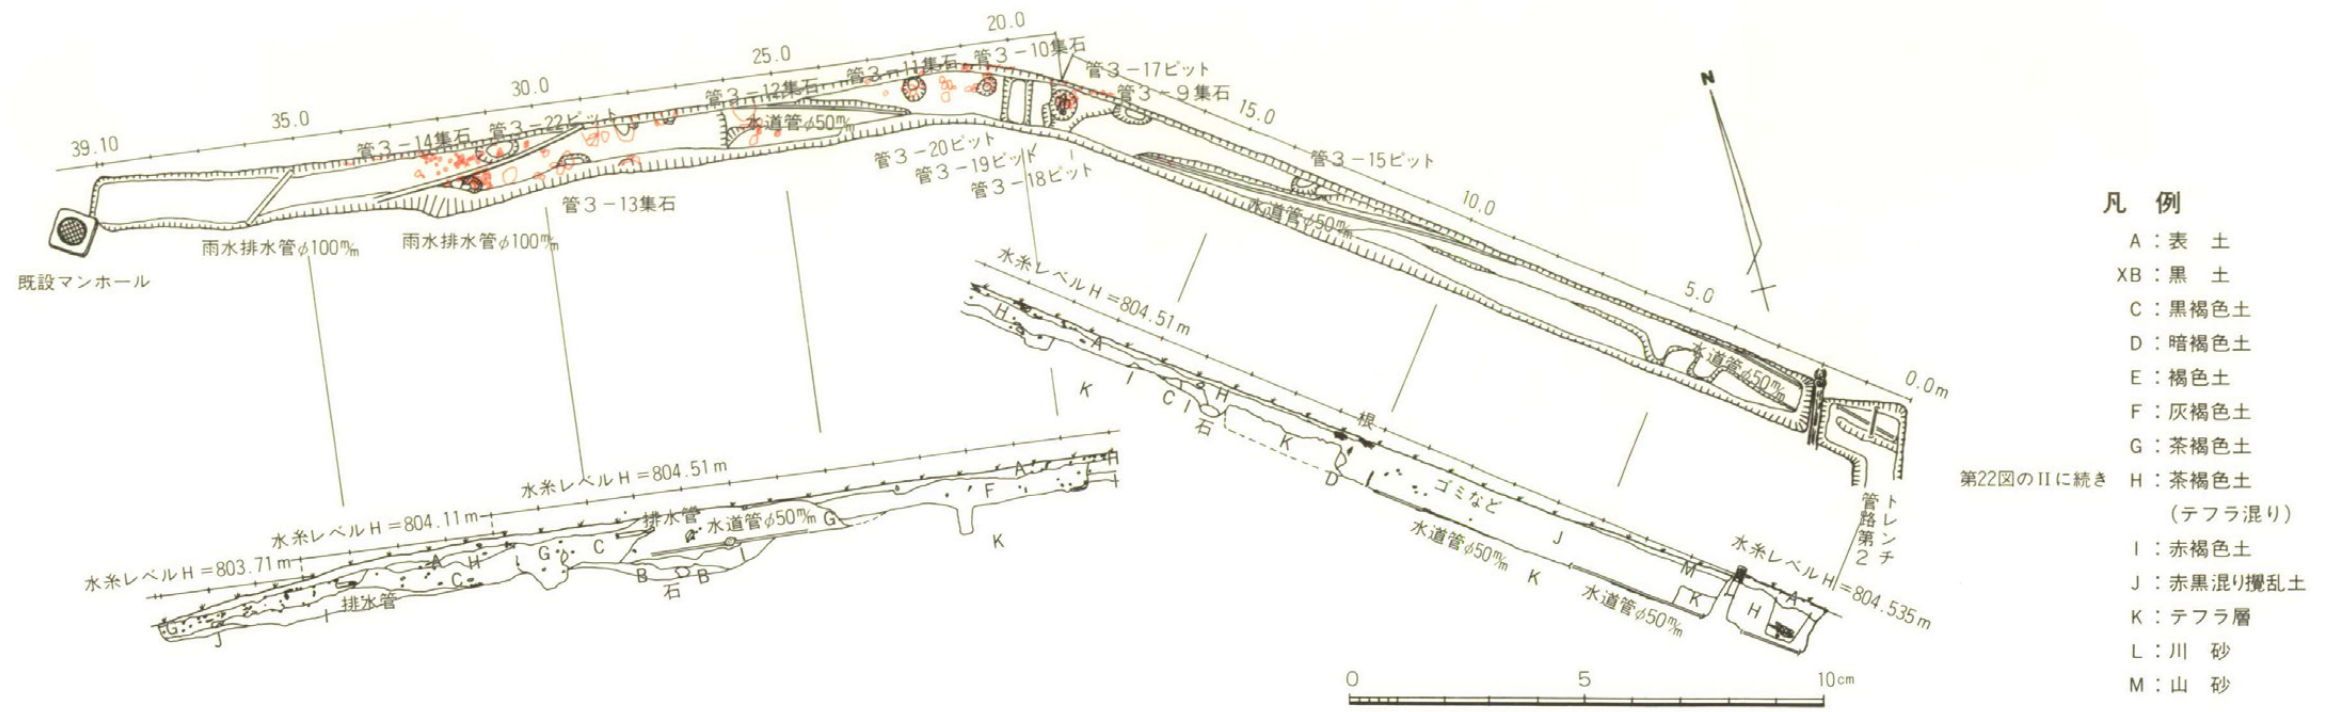 20.0
25.0
30.0
35.0
39.10
管3-10集石
管3-11集石
管3-12集石
管3-17ピット
管3-9集石
15.0
管3-14集石
管3-22ピット
水道管φ50㎜
管3-20ピット
管3-19ピット
管3-18ピット
管3-15ピット
10.0
水道管φ50㎜
管3-13集石
雨水排水管φ100㎜
雨水排水管φ100㎜
既設マンホール
5.0
水道管φ50㎜
0.0m
N
水糸レベルH=804.51m
H
A
I
K
C
I
H
石
根
K
D
ゴミなど
水道管φ50㎜
J
K
水道管φ50㎜
M
K
水糸レベルH=804.535m
A
H
トレンチ
管路第2
第22図のIIに続き
水糸レベルH=804.51m
水糸レベルH=804.11m
水糸レベルH=803.71m
A
H
F
I
K
排水管
水道管φ50㎜
G
G
C
A
H
C
B
B
I
石
排水管
I
G
J
0 5 10cm
凡 例
A:表 土
XB:黒 土
C:黒褐色土
D:暗褐色土
E:褐色土
F:灰褐色土
G:茶褐色土
H:茶褐色土
(テフラ混り)
I:赤褐色土
J:赤黒混り攪乱土
K:テフラ層
L:川 砂
M:山 砂